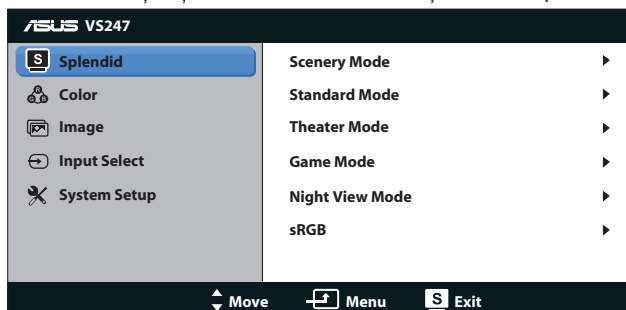 ASUS VS247
S Splendid
Color
Image
Input Select
System Setup
Scenery Mode
Standard Mode
Theater Mode
Game Mode
Night View Mode
sRGB
Move Menu S Exit